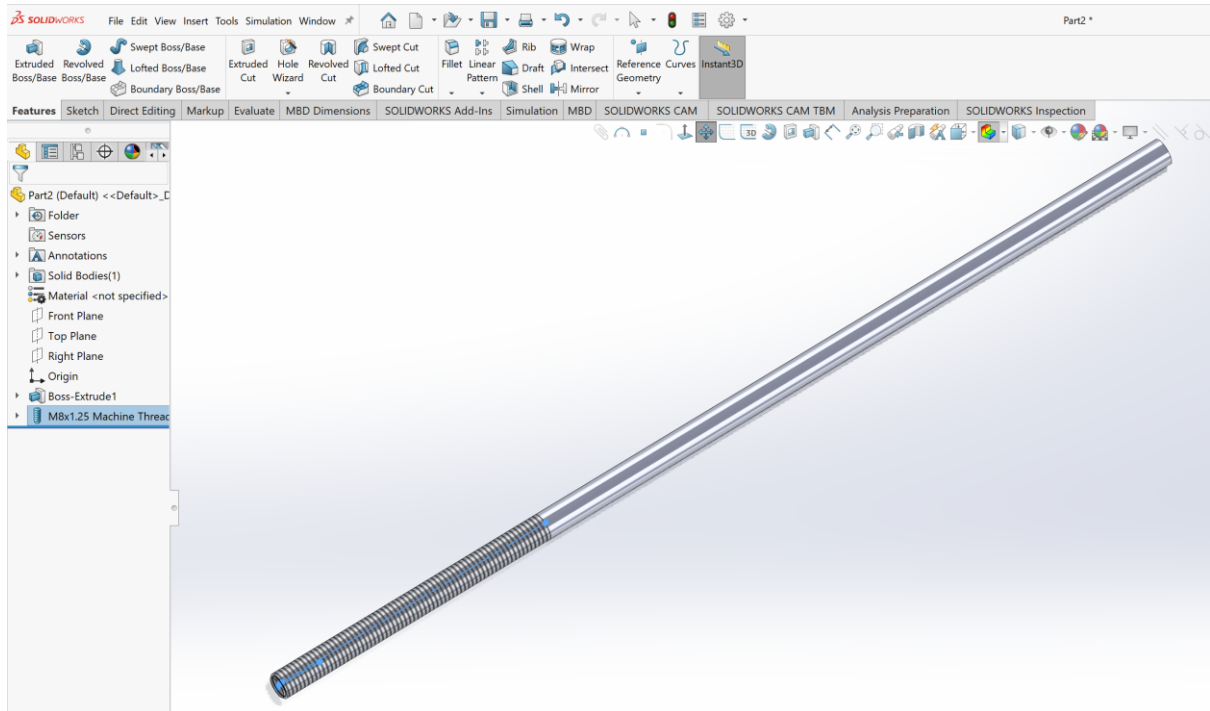 SOLIDWORKS File Edit View Insert Tools Simulation Window Part2 *
Extruded Boss/Base
Revolved Boss/Base
Swept Boss/Base
Lofted Boss/Base
Boundary Boss/Base
Extruded Cut
Hole Wizard
Revolved Cut
Swept Cut
Lofted Cut
Boundary Cut
Fillet
Linear Pattern
Rib
Draft
Shell
Wrap
Intersect
Mirror
Reference Geometry
Curves
Instant3D
Features Sketch Direct Editing Markup Evaluate MBD Dimensions SOLIDWORKS Add-Ins Simulation MBD SOLIDWORKS CAM SOLIDWORKS CAM TBM Analysis Preparation SOLIDWORKS Inspection
3D
Part2 (Default) <<Default>_D
Folder
Sensors
Annotations
Solid Bodies(1)
Material <not specified>
Front Plane
Top Plane
Right Plane
Origin
Boss-Extrude1
M8x1.25 Machine Threac